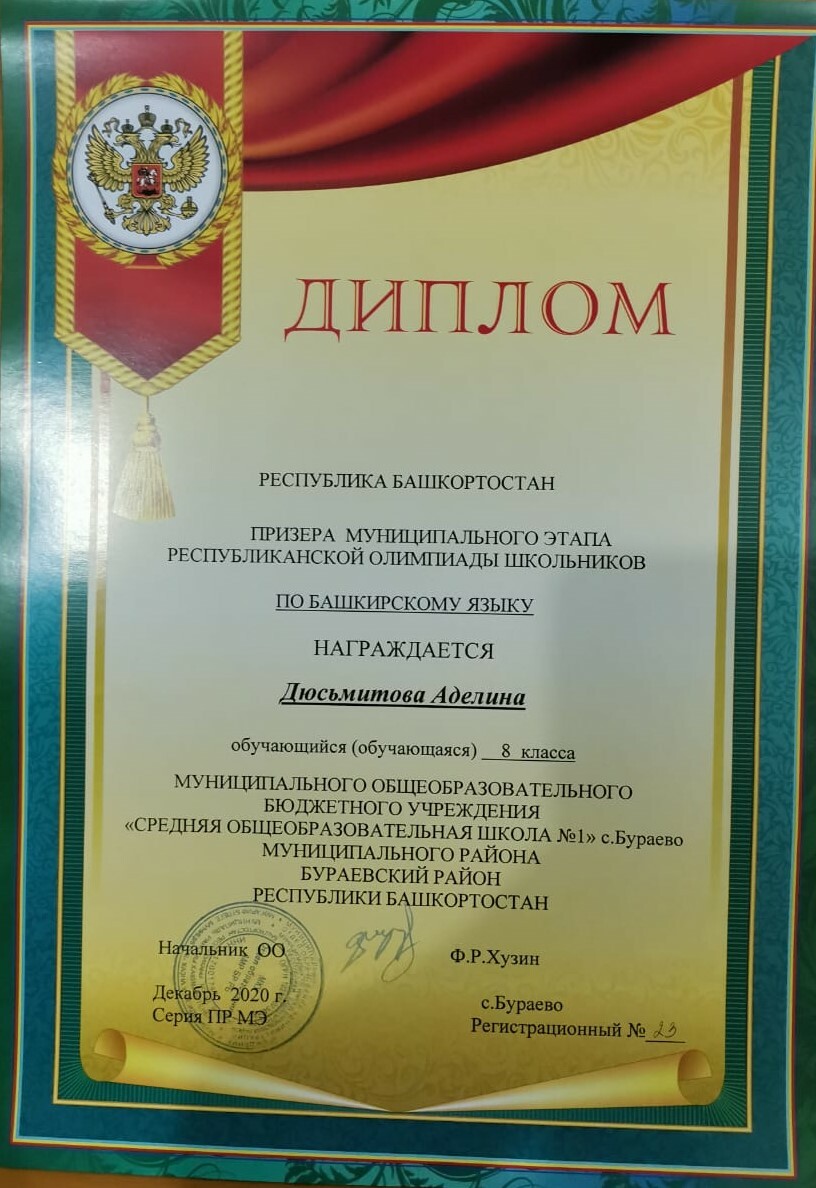 ДИПЛОМ
РЕСПУБЛИКА БАШКОРТОСТАН
ПРИЗЕРА МУНИЦИПАЛЬНОГО ЭТАПА
РЕСПУБЛИКАНСКОЙ ОЛИМПИАДЫ ШКОЛЬНИКОВ
ПО БАШКИРСКОМУ ЯЗЫКУ
НАГРАЖДАЕТСЯ
Дюсьмитова Аделина
обучающийся (обучающаяся) 8 класса
МУНИЦИПАЛЬНОГО ОБЩЕОБРАЗОВАТЕЛЬНОГО
БЮДЖЕТНОГО УЧРЕЖДЕНИЯ
«СРЕДНЯЯ ОБЩЕОБРАЗОВАТЕЛЬНАЯ ШКОЛА №1» с.Бураево
МУНИЦИПАЛЬНОГО РАЙОНА
БУРАЕВСКИЙ РАЙОН
РЕСПУБЛИКИ БАШКОРТОСТАН
Начальник ОО Ф.Р.Хузин
Декабрь 2020 г. с.Бураево
Серия ПР-МЭ Регистрационный № 23